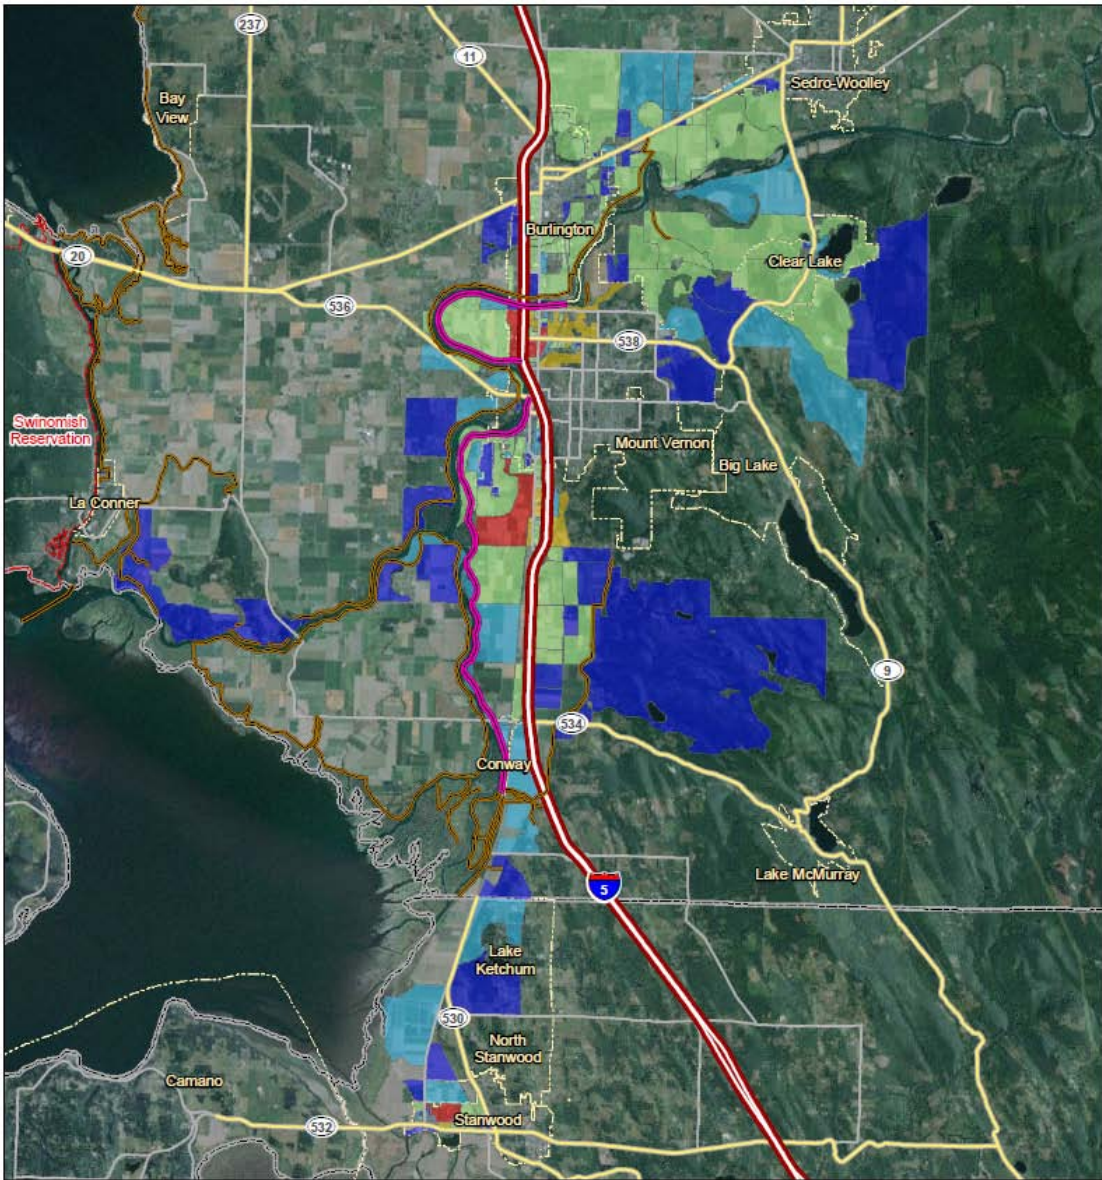 237
11
Sedro-Woolley
Bay
View
Burlington
20
Clear Lake
536
538
Swinomish
Reservation
Mount Vernon
Big Lake
La Conner
9
534
Conway
Lake McMurray
5
Lake
Ketchum
530
North
Stanwood
Camano
Stanwood
532